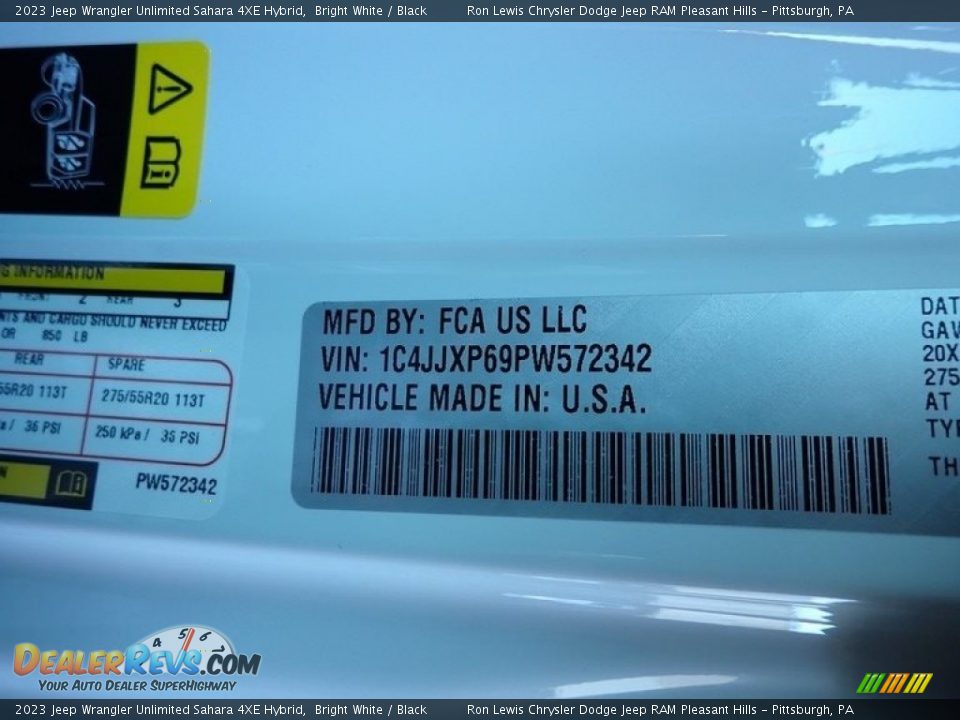 2023 Jeep Wrangler Unlimited Sahara 4XE Hybrid, Bright White / Black Ron Lewis Chrysler Dodge Jeep RAM Pleasant Hills - Pittsburgh, PA
INFORMATION
FRONT 2 REAR 3
AND CARGO SHOULD NEVER EXCEED
OR 850 LB
REAR SPARE
55R20 113T 275/55R20 113T
/ 36 PSI 250 kPa / 36 PSI
PW572342
MFD BY: FCA US LLC
VIN: 1C4JJXP69PW572342
VEHICLE MADE IN: U.S.A.
DAT
GAV
20X
275
AT
TYP
TH
4 5 6
DealerRevs.com
Your Auto Dealer SuperHighway
2023 Jeep Wrangler Unlimited Sahara 4XE Hybrid, Bright White / Black Ron Lewis Chrysler Dodge Jeep RAM Pleasant Hills - Pittsburgh, PA